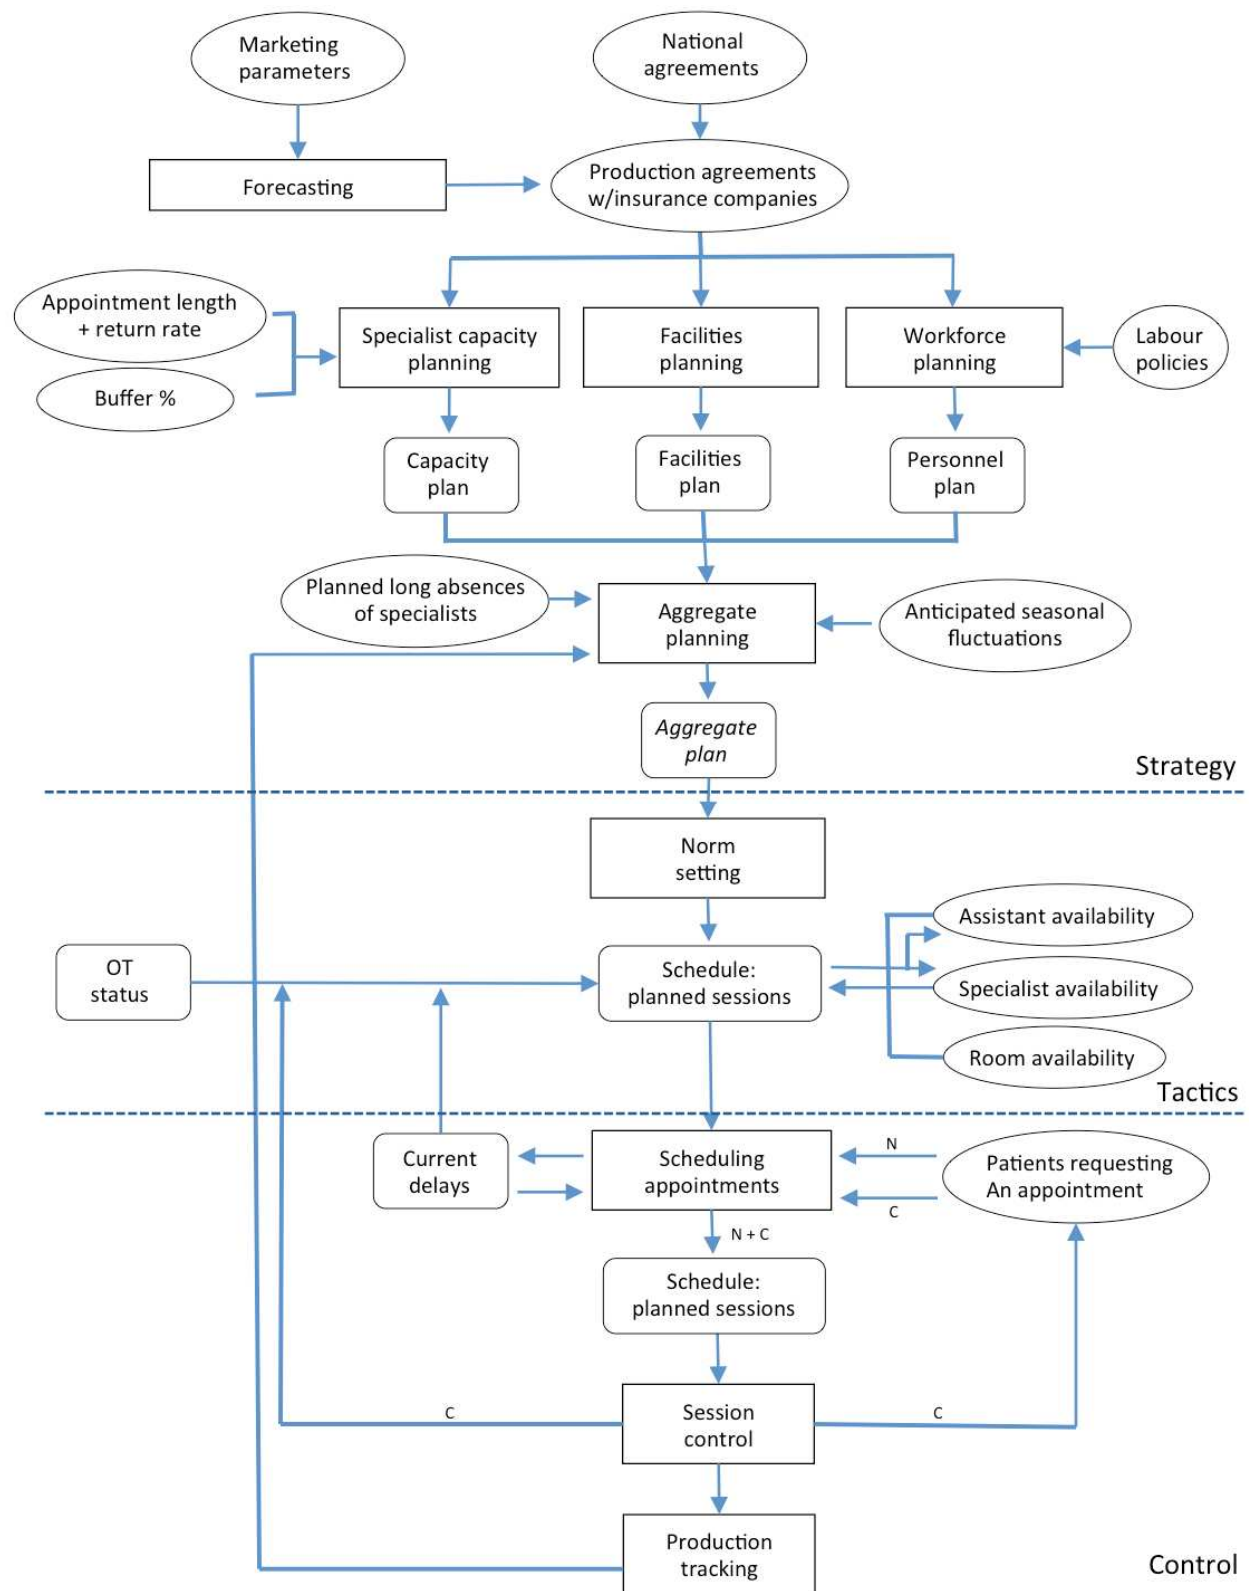 Marketing
parameters
National
agreements
Forecasting
Production agreements
w/insurance companies
Appointment length
+ return rate
Buffer %
Specialist capacity
planning
Facilities
planning
Workforce
planning
Labour
policies
Capacity
plan
Facilities
plan
Personnel
plan
Planned long absences
of specialists
Aggregate
planning
Anticipated seasonal
fluctuations
Aggregate
plan
Strategy
Norm
setting
OT
status
Schedule:
planned sessions
Assistant availability
Specialist availability
Room availability
Tactics
Current
delays
Scheduling
appointments
N
C
Patients requesting
An appointment
N + C
Schedule:
planned sessions
C
Session
control
C
Production
tracking
Control